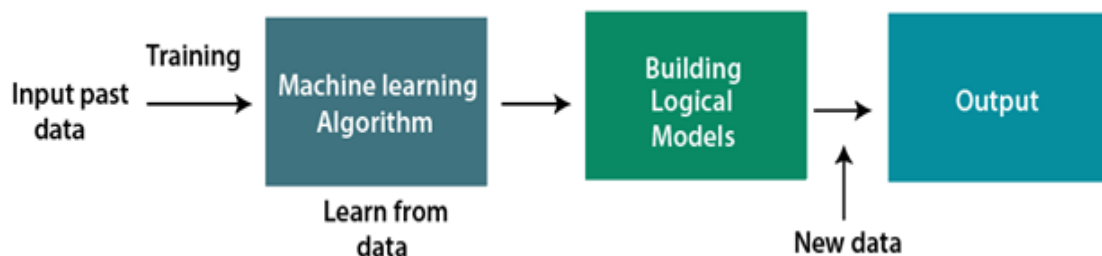 Training
Input past
data
Machine learning
Algorithm
Learn from
data
Building
Logical
Models
New data
Output